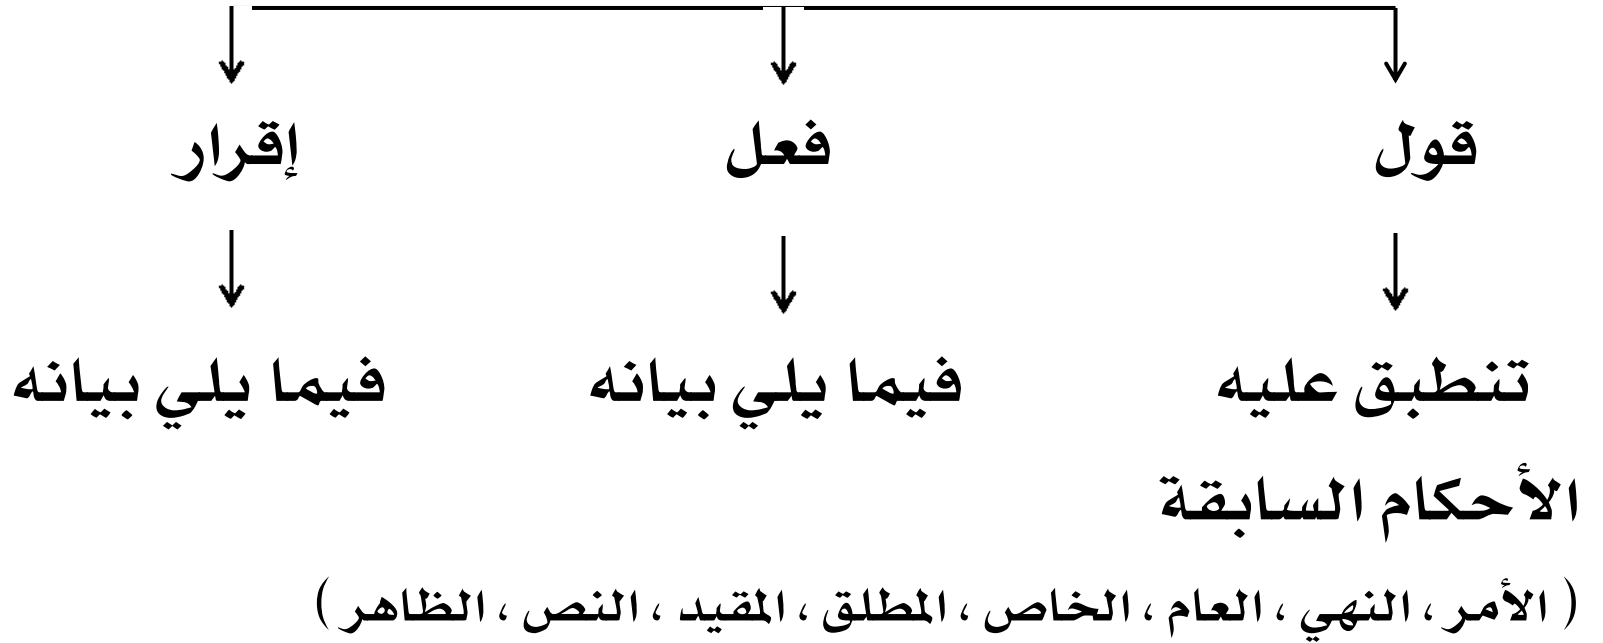 قول
فعل
إقرار
تنطبق عليه
الأحكام السابقة
فيما يلي بيانه
فيما يلي بيانه
( الأمر ، النهي ، العام ، الخاص ، المطلق ، المقيد ، النص ، الظاهر )